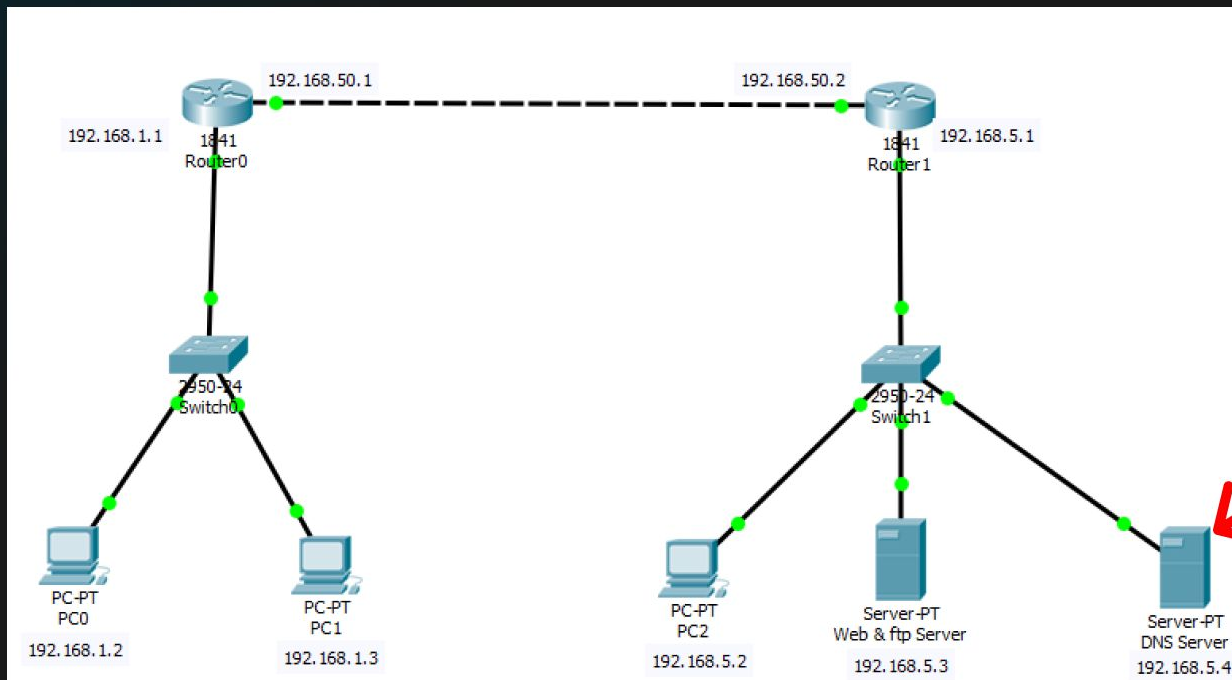 192.168.50.1
192.168.50.2
192.168.1.1
1841
Router0
1841
Router1
192.168.5.1
2950-24
Switch0
2950-24
Switch1
PC-PT
PC0
192.168.1.2
PC-PT
PC1
192.168.1.3
PC-PT
PC2
192.168.5.2
Server-PT
Web & ftp Server
192.168.5.3
Server-PT
DNS Server
192.168.5.4